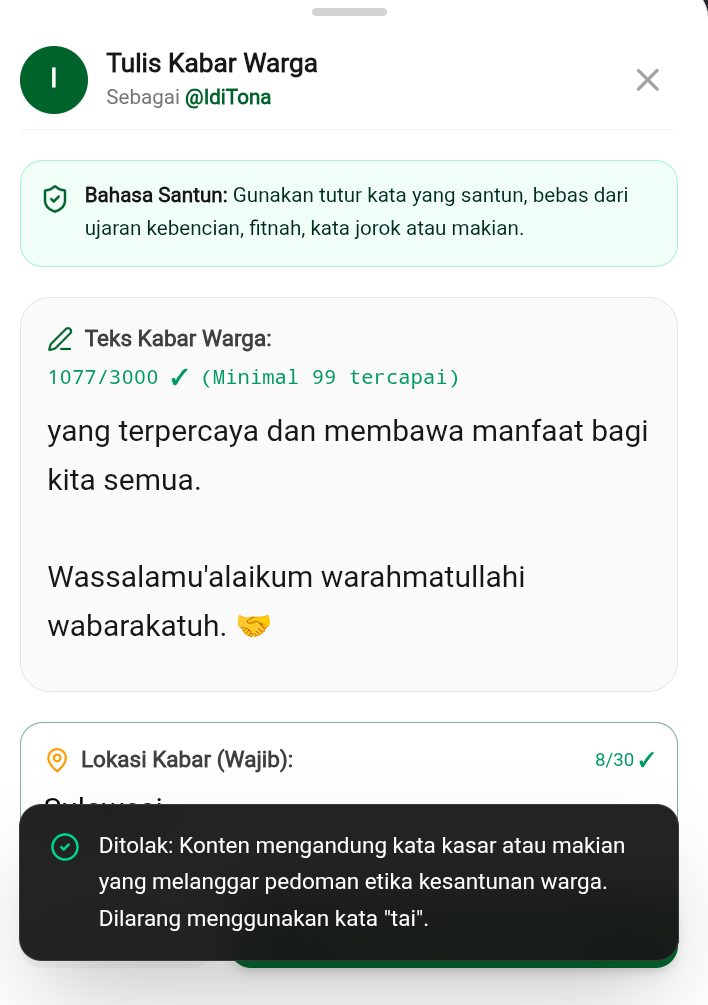 I
Tulis Kabar Warga
Sebagai @IdiTona
Bahasa Santun: Gunakan tutur kata yang santun, bebas dari
ujaran kebencian, fitnah, kata jorok atau makian.
Teks Kabar Warga:
1077/3000 ✓ (Minimal 99 tercapai)
yang terpercaya dan membawa manfaat bagi
kita semua.
Wassalamu'alaikum warahmatullahi
wabarakatuh. 🤝
Lokasi Kabar (Wajib):
8/30 ✓
Sulawesi
Ditolak: Konten mengandung kata kasar atau makian
yang melanggar pedoman etika kesantunan warga.
Dilarang menggunakan kata "tai".